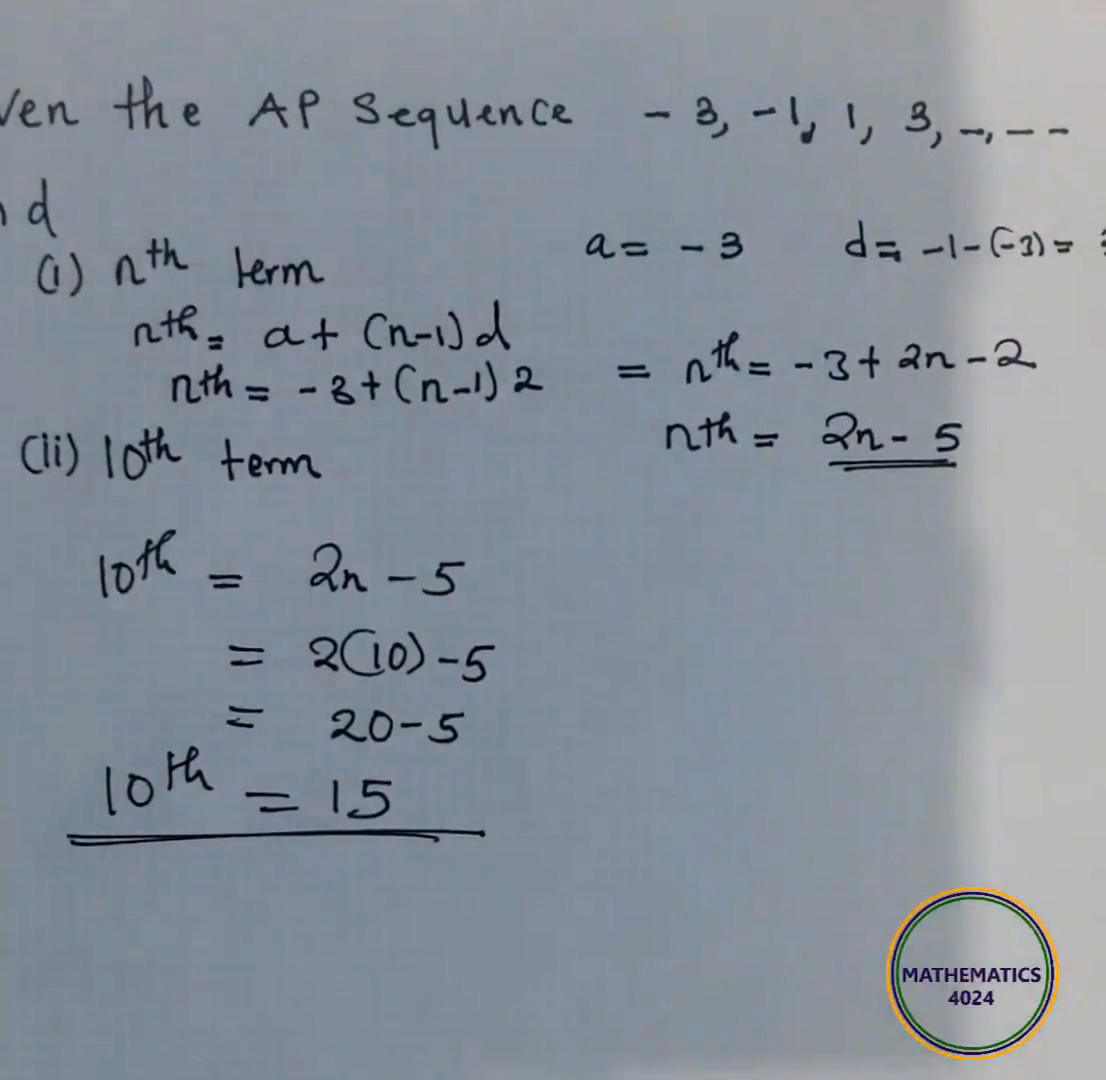 ven the AP Sequence -3, -1, 1, 3, -, - -
d
(i) nth term a = -3 d = -1-(-3) =
nth = a + (n-1)d
nth = -3+(n-1)2 = nth = -3+2n-2
nth = 2n-5
(ii) 10th term
10th = 2n-5
= 2(10)-5
= 20-5
10th = 15
MATHEMATICS
4024